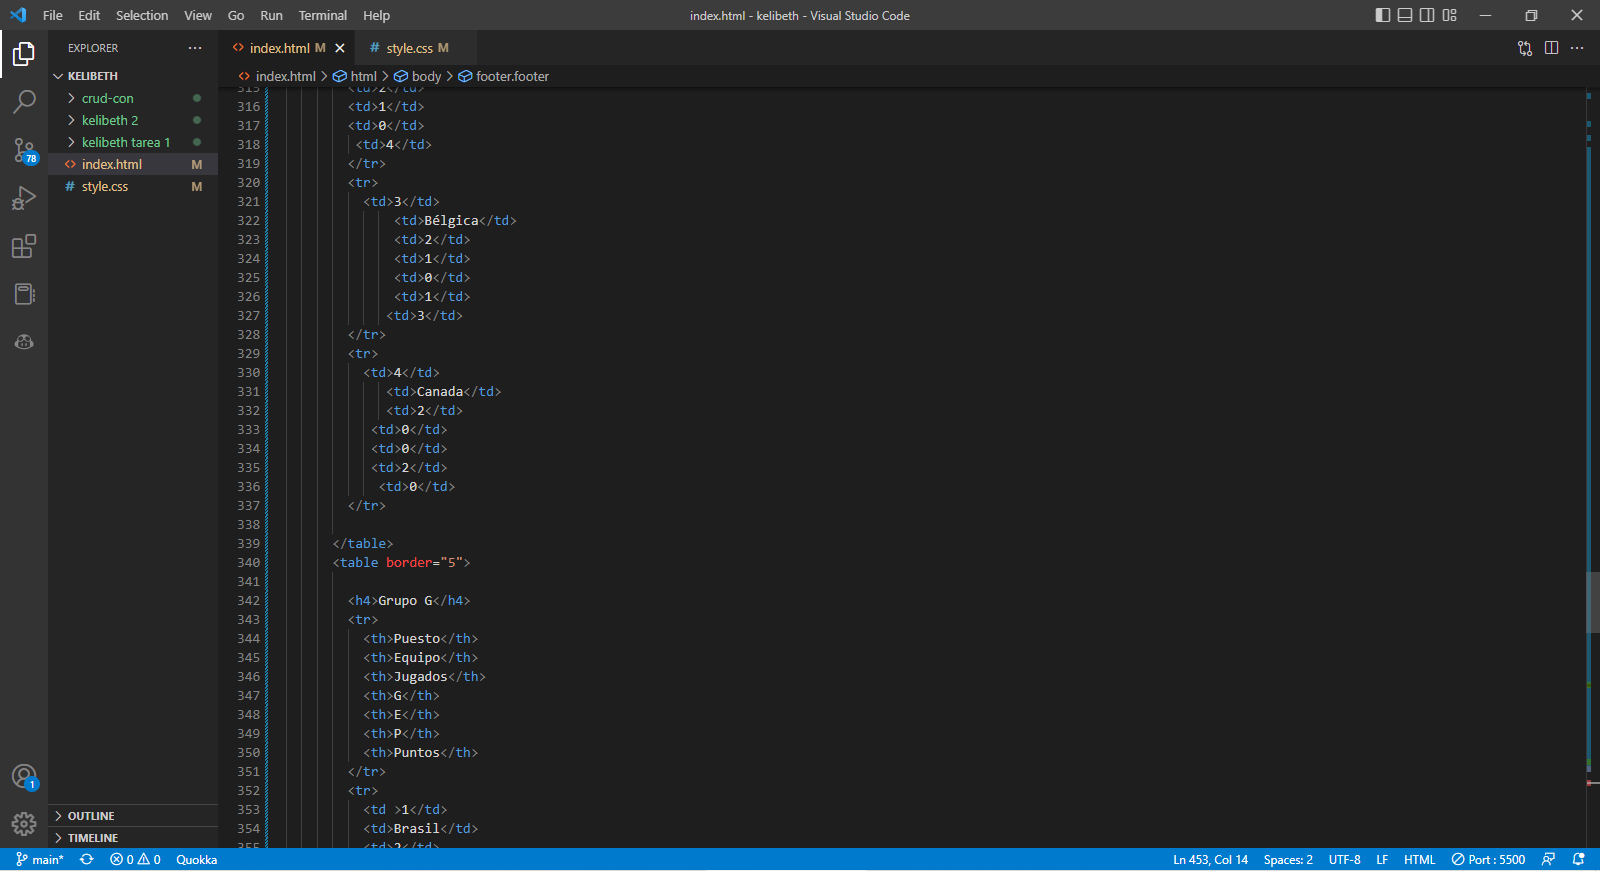 File Edit Selection View Go Run Terminal Help index.html - kelibeth - Visual Studio Code
EXPLORER
KELIBETH
crud-con
kelibeth 2
kelibeth tarea 1
index.html M
style.css M
OUTLINE
TIMELINE
78
1
index.html M style.css M
index.html > html > body > footer.footer
315 <td>2</td>
316 <td>1</td>
317 <td>0</td>
318 <td>4</td>
319 </tr>
320 <tr>
321 <td>3</td>
322 <td>Bélgica</td>
323 <td>2</td>
324 <td>1</td>
325 <td>0</td>
326 <td>1</td>
327 <td>3</td>
328 </tr>
329 <tr>
330 <td>4</td>
331 <td>Canada</td>
332 <td>2</td>
333 <td>0</td>
334 <td>0</td>
335 <td>2</td>
336 <td>0</td>
337 </tr>
338
339 </table>
340 <table border="5">
341
342 <h4>Grupo G</h4>
343 <tr>
344 <th>Puesto</th>
345 <th>Equipo</th>
346 <th>Jugados</th>
347 <th>G</th>
348 <th>E</th>
349 <th>P</th>
350 <th>Puntos</th>
351 </tr>
352 <tr>
353 <td >1</td>
354 <td>Brasil</td>
355 <td>2</td>
main* 0 0 Quokka Ln 453, Col 14 Spaces: 2 UTF-8 LF HTML Port : 5500